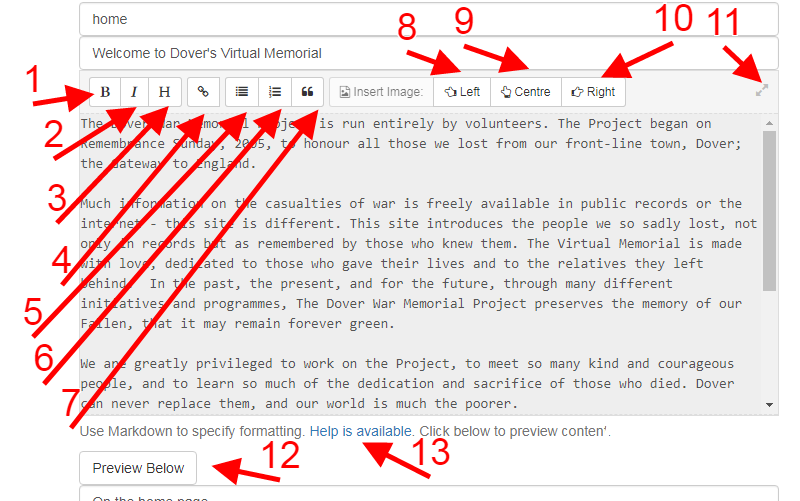 home
Welcome to Dover's Virtual Memorial
8 9 10 11
1 2 3 4 5 6 7
B I H Insert Image: Left Centre Right
The Dover War Memorial Project is run entirely by volunteers. The Project began on
Remembrance Sunday, 2005, to honour all those we lost from our front-line town, Dover;
the Gateway to England.
Much information on the casualties of war is freely available in public records or the
internet - this site is different. This site introduces the people we so sadly lost, not
only in records but as remembered by those who knew them. The Virtual Memorial is made
with love, dedicated to those who gave their lives and to the relatives they left
behind. In the past, the present, and for the future, through many different
initiatives and programmes, The Dover War Memorial Project preserves the memory of our
Fallen, that it may remain forever green.
We are greatly privileged to work on the Project, to meet so many kind and courageous
people, and to learn so much of the dedication and sacrifice of those who died. Dover
can never replace them, and our world is much the poorer.
Use Markdown to specify formatting. Help is available. Click below to preview content.
Preview Below
12 13
On the home page